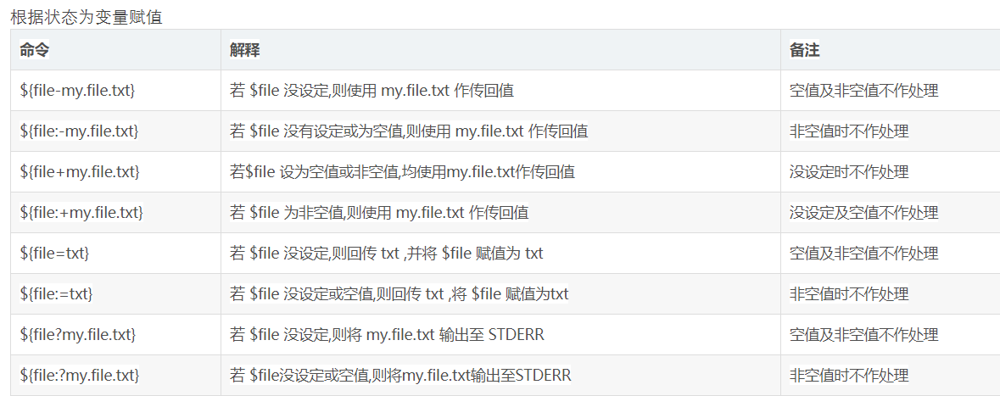 根据状态为变量赋值
命令 解释 备注
${file-my.file.txt} 若 $file 没设定,则使用 my.file.txt 作传回值 空值及非空值不作处理
${file:-my.file.txt} 若 $file 没有设定或为空值,则使用 my.file.txt 作传回值 非空值时不作处理
${file+my.file.txt} 若$file 设为空值或非空值,均使用my.file.txt作传回值 没设定时不作处理
${file:+my.file.txt} 若 $file 为非空值,则使用 my.file.txt 作传回值 没设定及空值不作处理
${file=txt} 若 $file 没设定,则回传 txt ,并将 $file 赋值为 txt 空值及非空值不作处理
${file:=txt} 若 $file 没设定或空值,则回传 txt ,将 $file 赋值为txt 非空值时不作处理
${file?my.file.txt} 若 $file 没设定,则将 my.file.txt 输出至 STDERR 空值及非空值不作处理
${file:?my.file.txt} 若 $file没设定或空值,则将my.file.txt输出至STDERR 非空值时不作处理